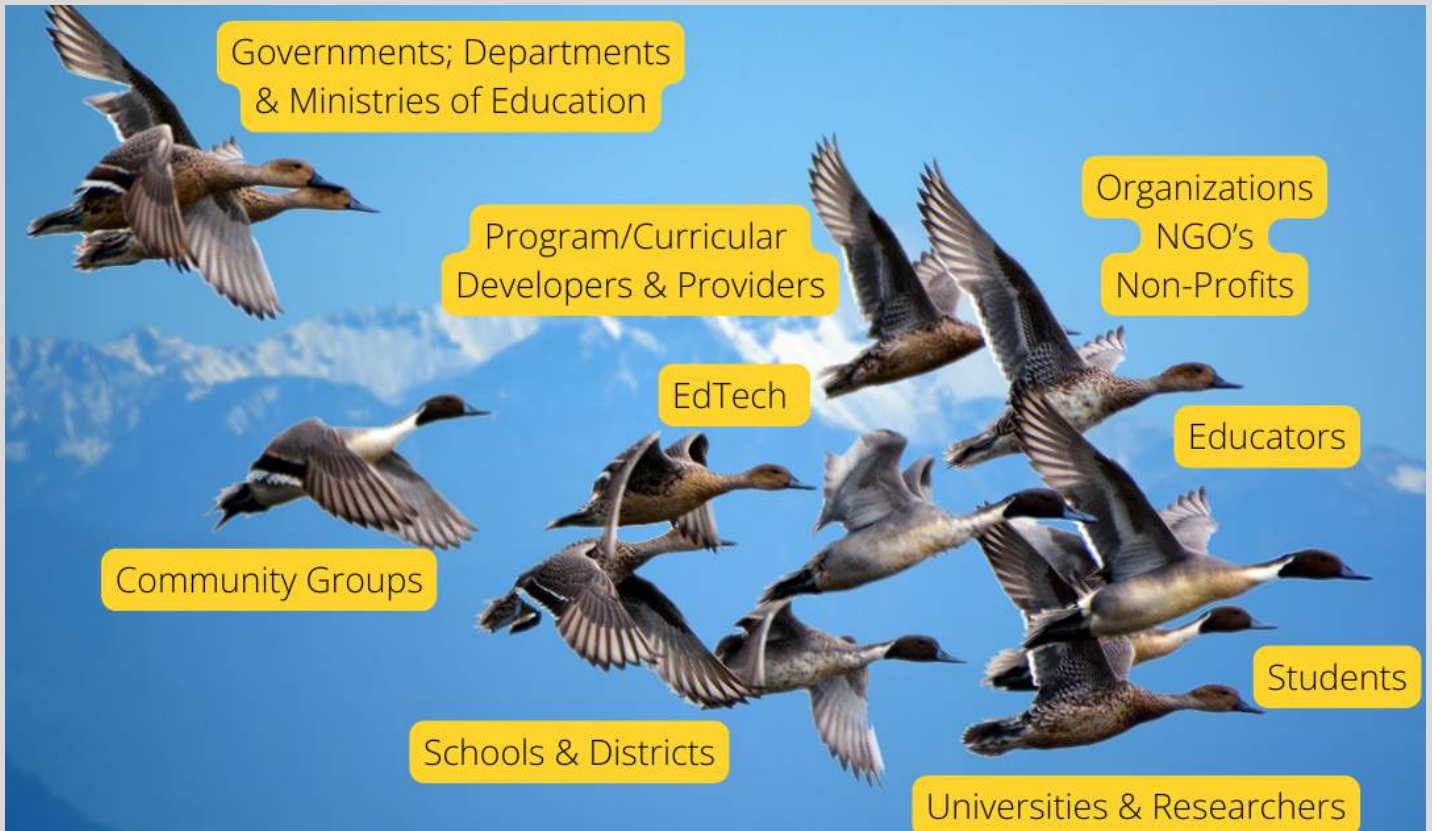 Governments; Departments
& Ministries of Education
Organizations
NGO's
Non-Profits
Program/Curricular
Developers & Providers
EdTech
Educators
Community Groups
Students
Schools & Districts
Universities & Researchers